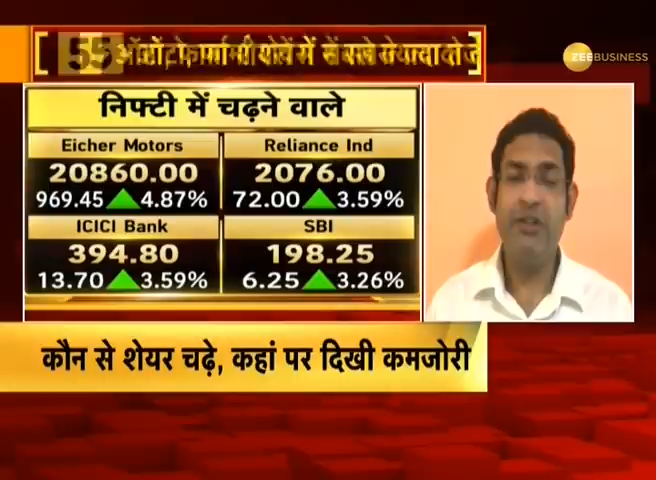 55
ZEEBUSINESS
निफ्टी में चढ़ने वाले
Eicher Motors
20860.00
969.45 4.87%
Reliance Ind
2076.00
72.00 3.59%
ICICI Bank
394.80
13.70 3.59%
SBI
198.25
6.25 3.26%
कौन से शेयर चढ़े, कहां पर दिखी कमजोरी